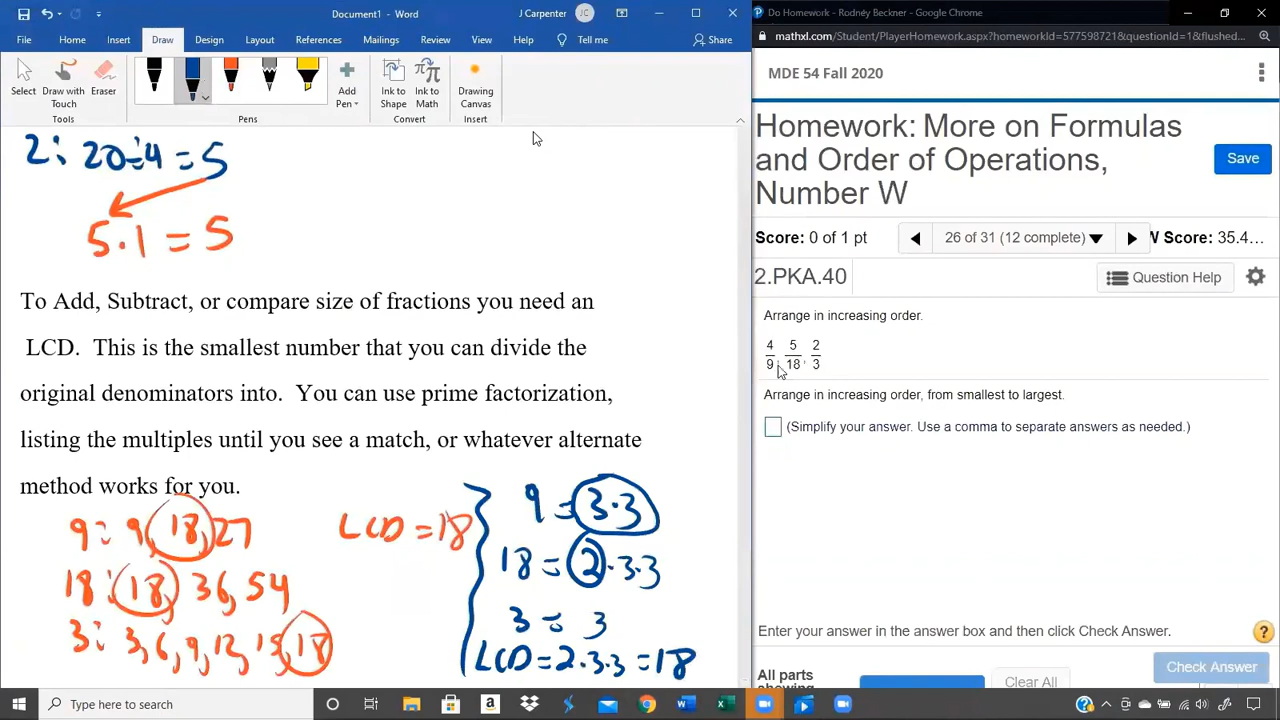 Document1 - Word
J Carpenter
JC
File
Home
Insert
Draw
Design
Layout
References
Mailings
Review
View
Help
Tell me
Share
Select
Draw with Touch
Eraser
Add Pen
Ink to Shape
Ink to Math
Drawing Canvas
Tools
Pens
Convert
Insert
2: 20÷4 = 5
5·1 = 5
To Add, Subtract, or compare size of fractions you need an
LCD. This is the smallest number that you can divide the
original denominators into. You can use prime factorization,
listing the multiples until you see a match, or whatever alternate
method works for you.
9: 9, 18, 27
18: 18, 36, 54
3: 3, 6, 9, 12, 15, 18
LCD = 18
9 = 3·3
18 = 2·3·3
3 = 3
LCD = 2·3·3 = 18
Do Homework - Rodney Beckner - Google Chrome
mathxl.com/Student/PlayerHomework.aspx?homeworkId=577598721&questionId=1&flushed...
MDE 54 Fall 2020
Homework: More on Formulas
and Order of Operations,
Number W
Save
Score: 0 of 1 pt
26 of 31 (12 complete)
W Score: 35.4...
2.PKA.40
Question Help
Arrange in increasing order.
4/9, 5/18, 2/3
Arrange in increasing order, from smallest to largest.
(Simplify your answer. Use a comma to separate answers as needed.)
Enter your answer in the answer box and then click Check Answer.
?
All parts
showing
Clear All
Check Answer
Type here to search